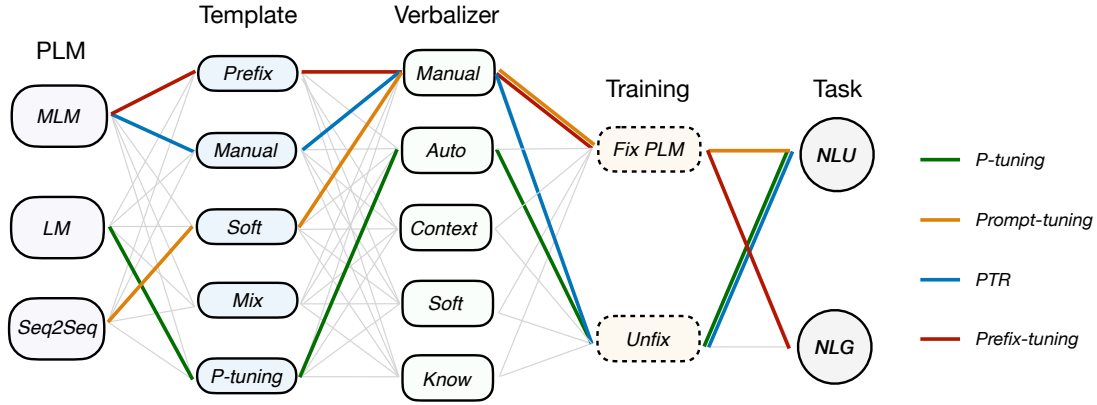 PLM
Template
Verbalizer
Training
Task
MLM
LM
Seq2Seq
Prefix
Manual
Soft
Mix
P-tuning
Manual
Auto
Context
Soft
Know
Fix PLM
Unfix
NLU
NLG
P-tuning
Prompt-tuning
PTR
Prefix-tuning